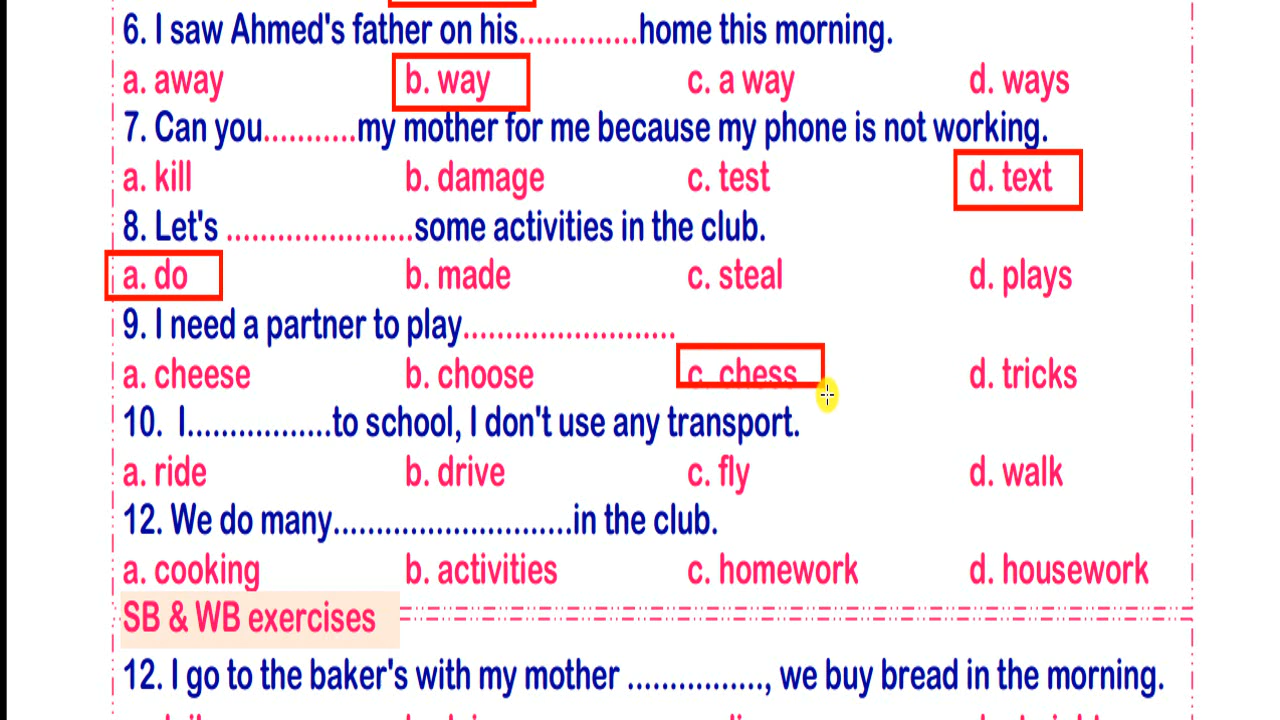 6. I saw Ahmed's father on his..............home this morning.
a. away b. way c. a way d. ways
7. Can you...........my mother for me because my phone is not working.
a. kill b. damage c. test d. text
8. Let's ......................some activities in the club.
a. do b. made c. steal d. plays
9. I need a partner to play.........................
a. cheese b. choose c. chess d. tricks
10. I.................to school, I don't use any transport.
a. ride b. drive c. fly d. walk
12. We do many............................in the club.
a. cooking b. activities c. homework d. housework
SB & WB exercises
12. I go to the baker's with my mother ................, we buy bread in the morning.